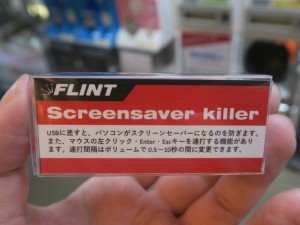 FLINT
Screensaver killer
USBに差すと、パソコンがスクリーンセーバーになるのを防ぎます。
また、マウスの左クリック・Enter・Escキーを連打する機能があり
ます。連打間隔はボリュームで0.5～10秒の間に変更できます。